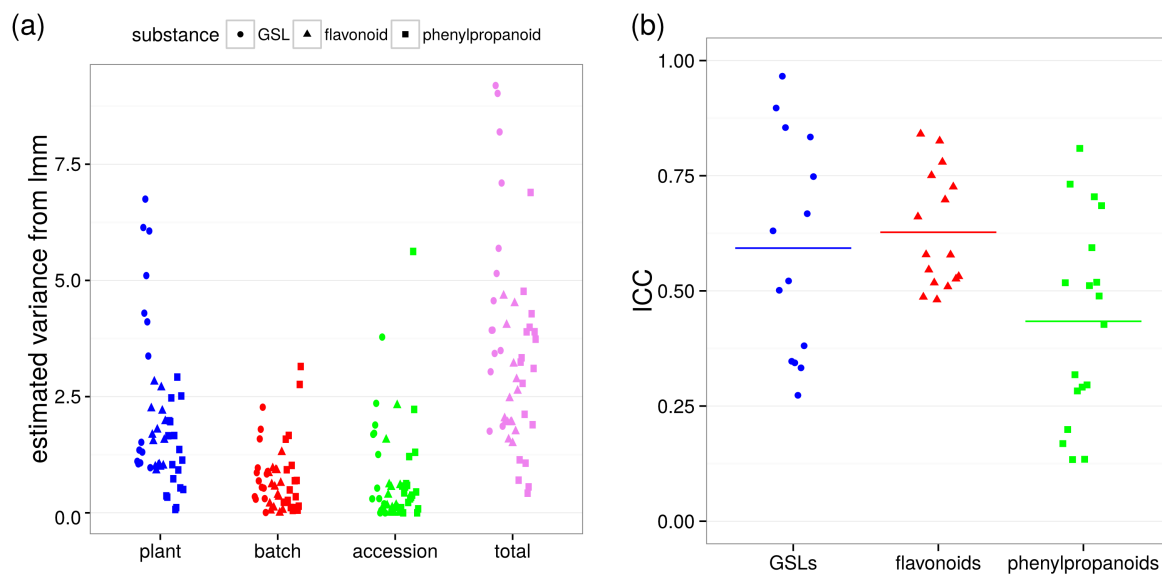 (a)
substance GSL flavonoid phenylpropanoid
estimated variance from lmm
7.5
5.0
2.5
0.0
plant batch accession total
(b)
ICC
1.00
0.75
0.50
0.25
0.00
GSLs flavonoids phenylpropanoids